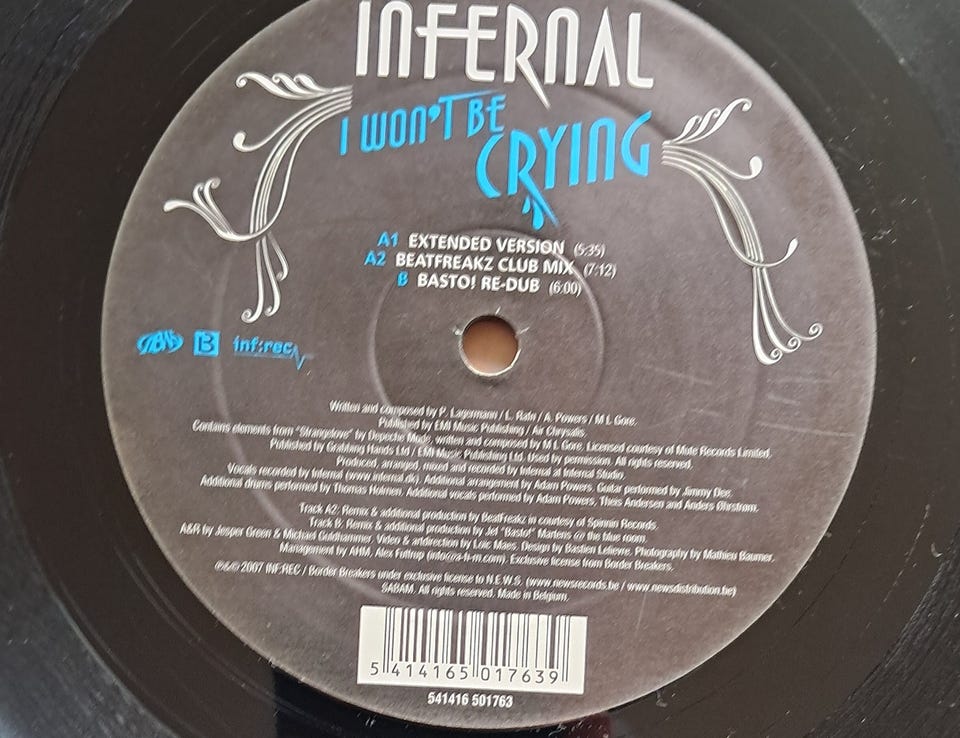 INFERNAL
I WON'T BE
CRYING
A1 EXTENDED VERSION (5:35)
A2 BEATFREAKZ CLUB MIX (7:12)
B BASTO! RE-DUB (6:00)
B inf:rec
Written and composed by P. Lagermann / L. Rafn / A. Powers / M L Gore.
Published by EMI Music Publishing / Air Chrysalis.
Contains elements from "Strangelove" by Depeche Mode, written and composed by M L Gore. Licensed courtesy of Mute Records Limited.
Published by Grabbing Hands Ltd / EMI Music Publishing Ltd. Used by permission. All rights reserved.
Produced, arranged, mixed and recorded by Infernal at Infernal Studio.
Vocals recorded by Infernal (www.infernal.dk). Additional arrangement by Adam Powers. Guitar performed by Jimmy Dee.
Additional drums performed by Thomas Holmen. Additional vocals performed by Adam Powers, Theis Andersen and Anders Øhrstrøm.
Track A2: Remix & additional production by BeatFreakz in courtesy of Spinnin Records.
Track B: Remix & additional production by Jef "Basto!" Martens @ the blue room.
A&R by Jesper Green & Michael Guldhammer. Video & artdirection by Loïc Maes. Design by Bastien Lelievre. Photography by Mathieu Baumer.
Management by AHM. Alex Futtrup (info@a-h-m.com). Exclusive license from Border Breakers.
℗&© 2007 INF:REC / Border Breakers under exclusive license to N.E.W.S. (www.newsrecords.be / www.newsdistribution.be)
SABAM. All rights reserved. Made in Belgium.
5 414165 017639
541416 501763